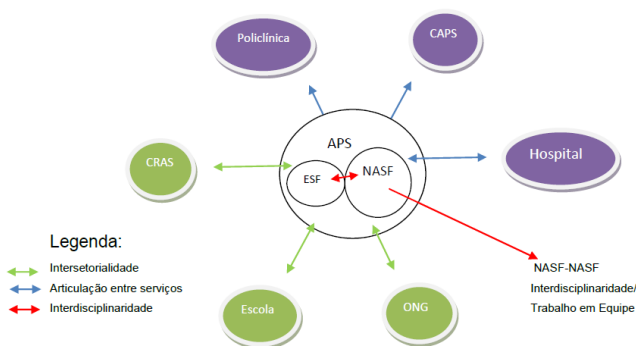 Policlínica
CAPS
APS
CRAS
ESF
NASF
Hospital
Legenda:
Intersetorialidade
Articulação entre serviços
Interdisciplinaridade
Escola
ONG
NASF-NASF
Interdisciplinaridade/
Trabalho em Equipe